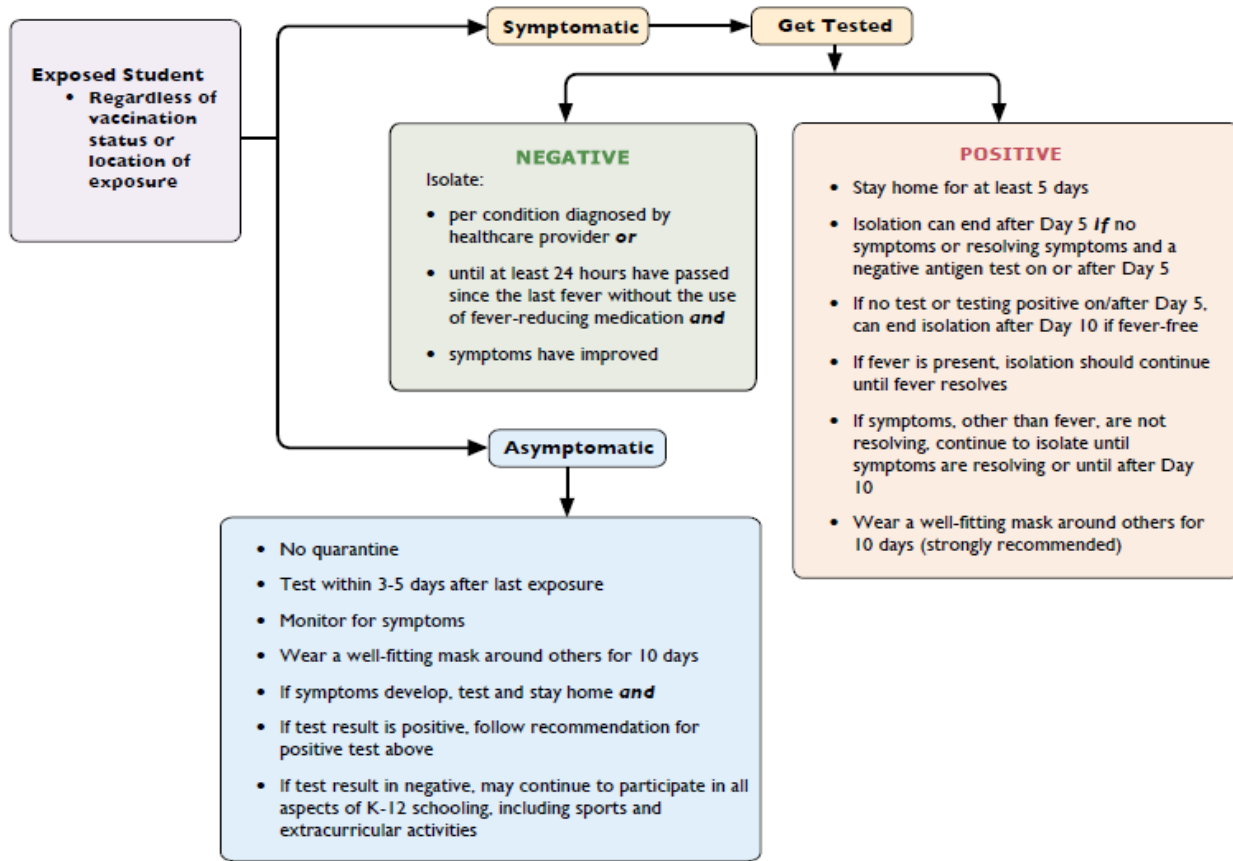 Exposed Student
• Regardless of
vaccination
status or
location of
exposure
Symptomatic
Get Tested
NEGATIVE
Isolate:
• per condition diagnosed by
healthcare provider or
• until at least 24 hours have passed
since the last fever without the use
of fever-reducing medication and
• symptoms have improved
POSITIVE
• Stay home for at least 5 days
• Isolation can end after Day 5 if no
symptoms or resolving symptoms and a
negative antigen test on or after Day 5
• If no test or testing positive on/after Day 5,
can end isolation after Day 10 if fever-free
• If fever is present, isolation should continue
until fever resolves
• If symptoms, other than fever, are not
resolving, continue to isolate until
symptoms are resolving or until after Day
10
• Wear a well-fitting mask around others for
10 days (strongly recommended)
Asymptomatic
• No quarantine
• Test within 3-5 days after last exposure
• Monitor for symptoms
• Wear a well-fitting mask around others for 10 days
• If symptoms develop, test and stay home and
• If test result is positive, follow recommendation for
positive test above
• If test result in negative, may continue to participate in all
aspects of K-12 schooling, including sports and
extracurricular activities